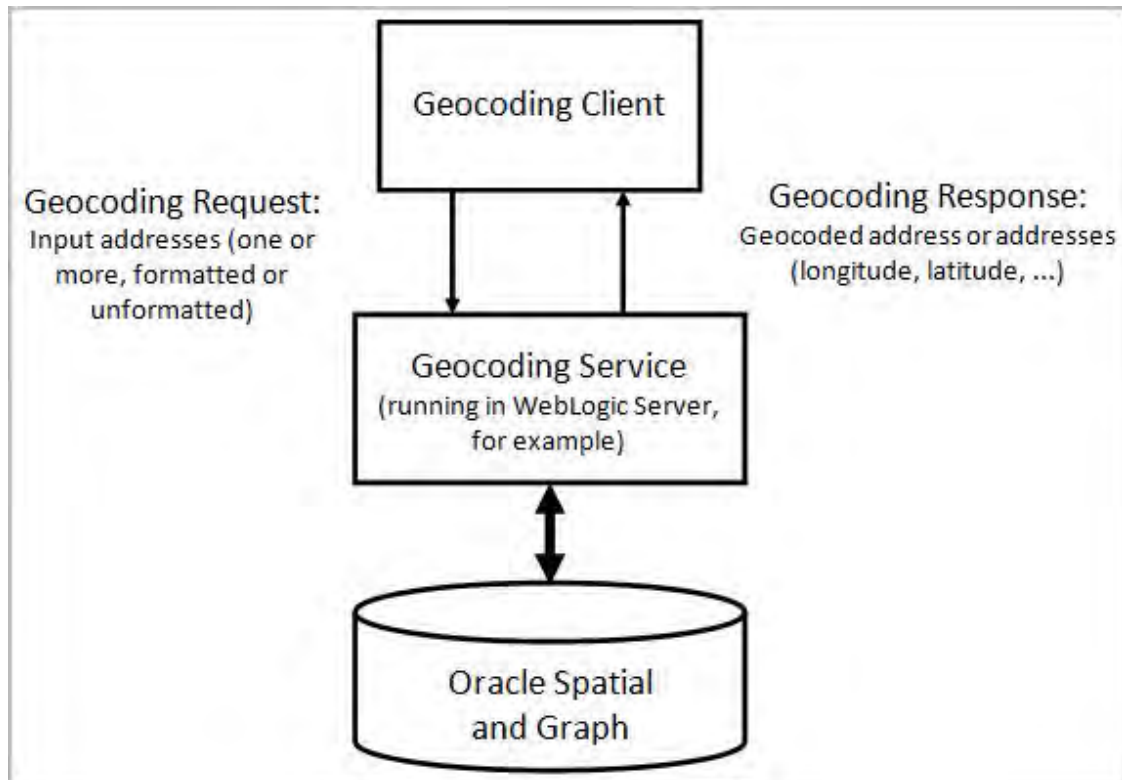 Geocoding Client
Geocoding Request:
Input addresses (one or
more, formatted or
unformatted)
Geocoding Response:
Geocoded address or addresses
(longitude, latitude, ...)
Geocoding Service
(running in WebLogic Server,
for example)
Oracle Spatial
and Graph